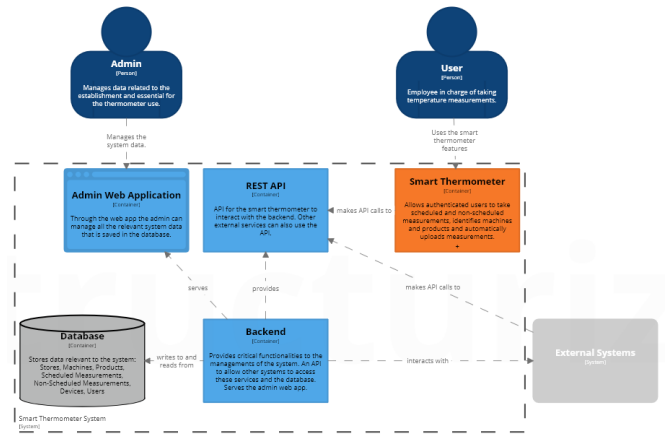 Admin
[Person]
Manages data related to the
establishment and essential for
the thermometer use.
User
[Person]
Employee in charge of taking
temperature measurements.
Manages the
system data.
Uses the smart
thermometer
features
Admin Web Application
[Container]
Through the web app the admin can
manage all the relevant system data
that is saved in the database.
REST API
[Container]
API for the smart thermometer to
interact with the backend. Other
external services can also use the
API.
makes API calls to
Smart Thermometer
[Container]
Allows authenticated users to take
scheduled and non-scheduled
measurements, identifies machines
and products and automatically
uploads measurements.
+
serves
provides
makes API calls to
Database
[Container]
Stores data relevant to the system:
Stores, Machines, Products,
Scheduled Measurements,
Non-Scheduled Measurements,
Devices, Users
writes to and
reads from
Backend
[Container]
Provides critical functionalities to the
managements of the system. An API
to allow other systems to access
these services and the database.
Serves the admin web app.
interacts with
External Systems
[System]
Smart Thermometer System
[System]